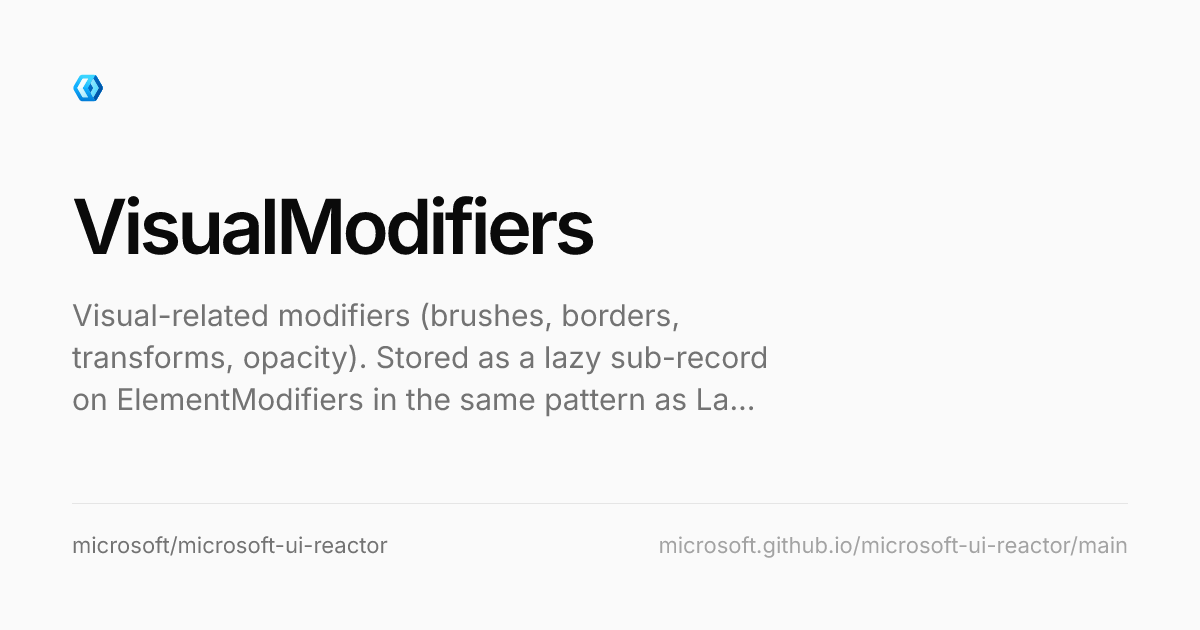 VisualModifiers
Visual-related modifiers (brushes, borders,
transforms, opacity). Stored as a lazy sub-record
on ElementModifiers in the same pattern as La...
microsoft/microsoft-ui-reactor
microsoft.github.io/microsoft-ui-reactor/main